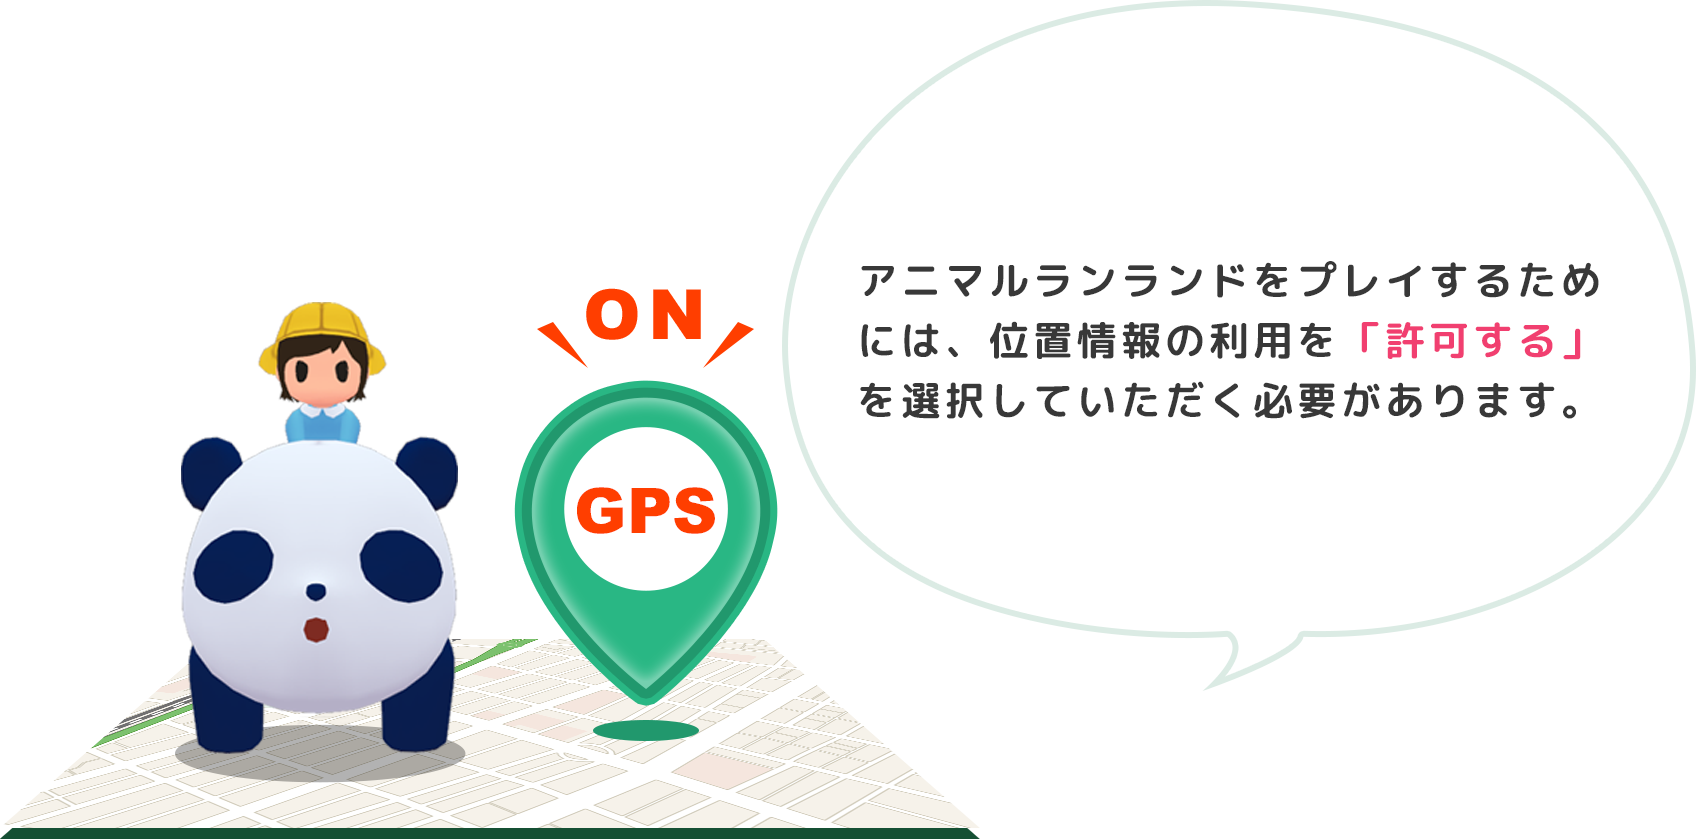 ON
GPS
アニマルランランドをプレイするため
には、位置情報の利用を「許可する」
を選択していただく必要があります。